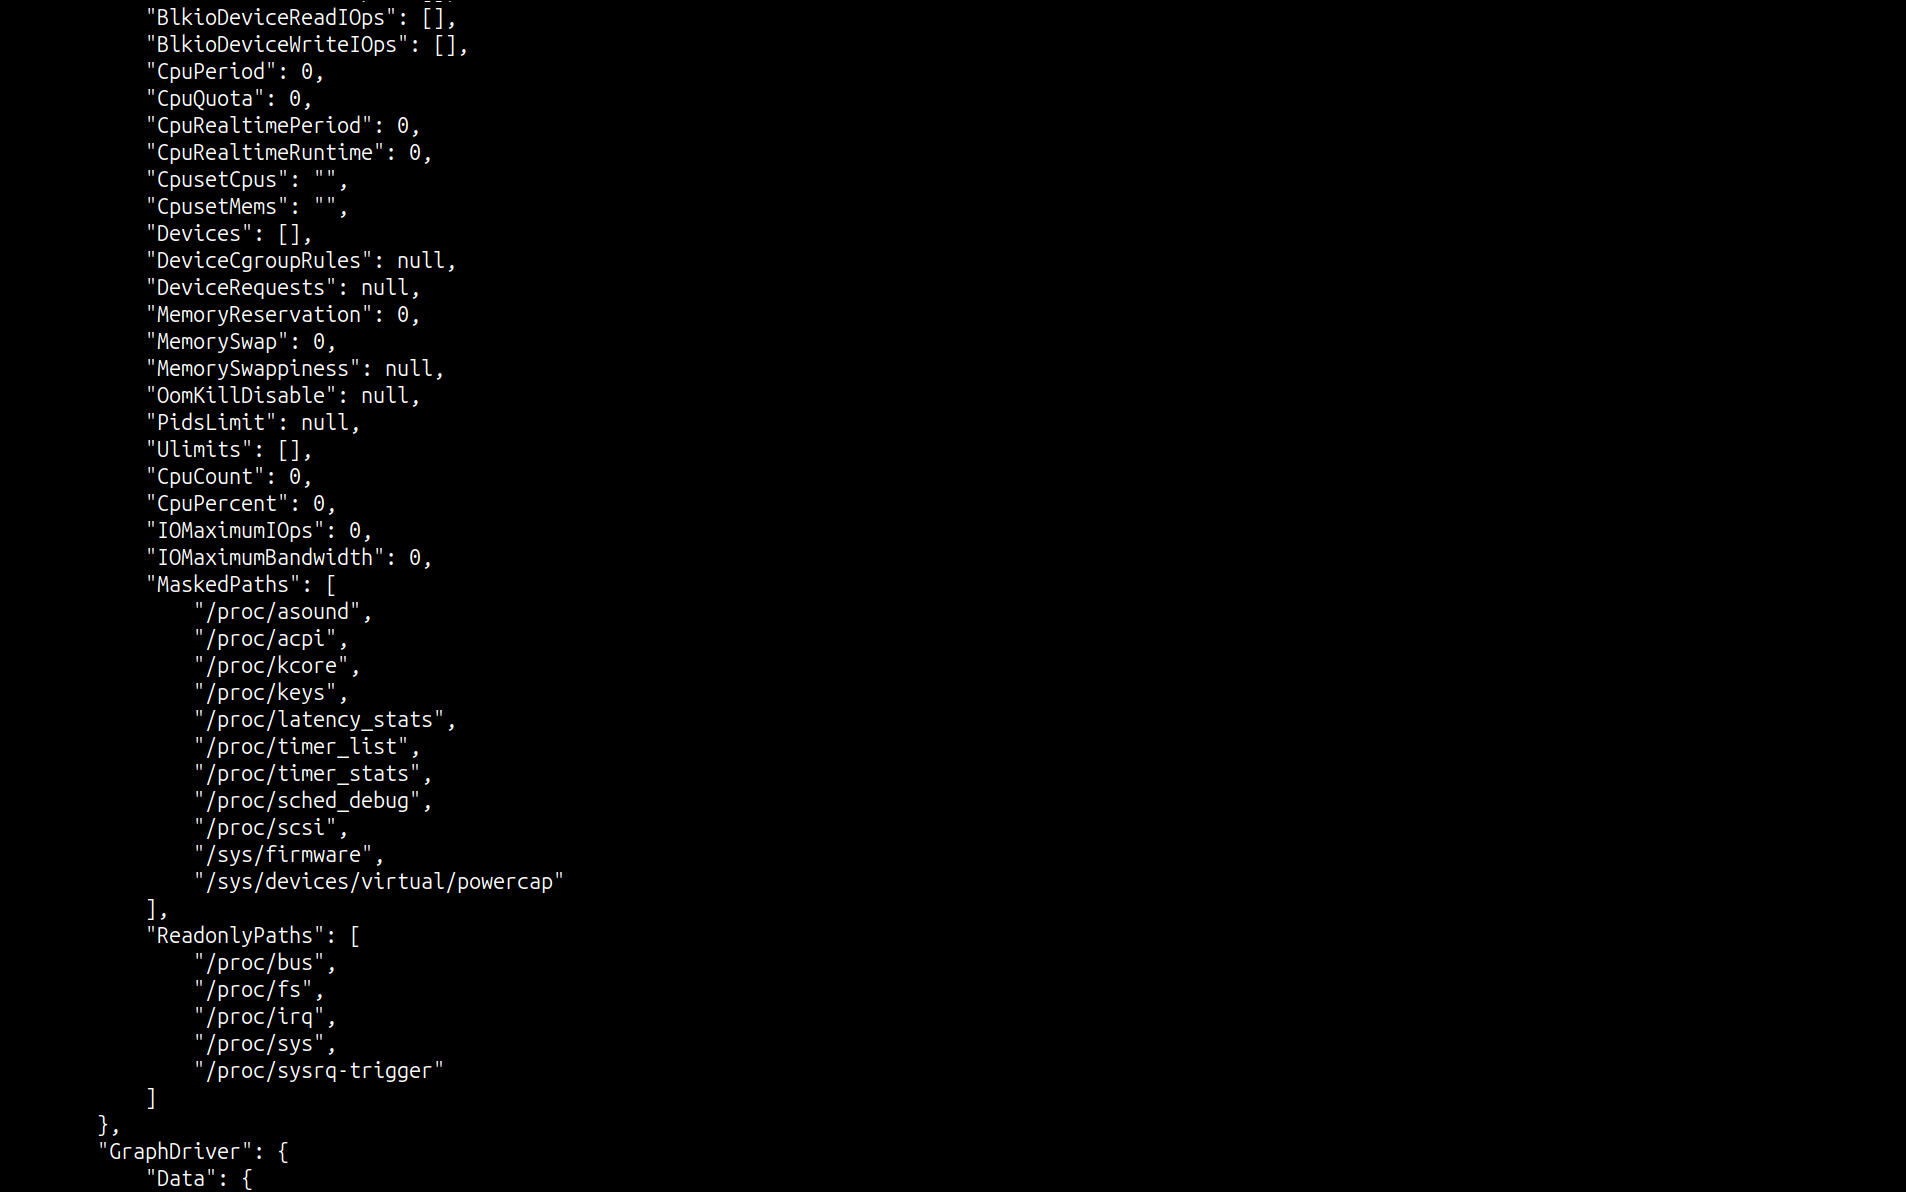 "BlkioDeviceReadIOps": [],
"BlkioDeviceWriteIOps": [],
"CpuPeriod": 0,
"CpuQuota": 0,
"CpuRealtimePeriod": 0,
"CpuRealtimeRuntime": 0,
"CpusetCpus": "",
"CpusetMems": "",
"Devices": [],
"DeviceCgroupRules": null,
"DeviceRequests": null,
"MemoryReservation": 0,
"MemorySwap": 0,
"MemorySwappiness": null,
"OomKillDisable": null,
"PidsLimit": null,
"Ulimits": [],
"CpuCount": 0,
"CpuPercent": 0,
"IOMaximumIOps": 0,
"IOMaximumBandwidth": 0,
"MaskedPaths": [
"/proc/asound",
"/proc/acpi",
"/proc/kcore",
"/proc/keys",
"/proc/latency_stats",
"/proc/timer_list",
"/proc/timer_stats",
"/proc/sched_debug",
"/proc/scsi",
"/sys/firmware",
"/sys/devices/virtual/powercap"
],
"ReadonlyPaths": [
"/proc/bus",
"/proc/fs",
"/proc/irq",
"/proc/sys",
"/proc/sysrq-trigger"
]
},
"GraphDriver": {
"Data": {